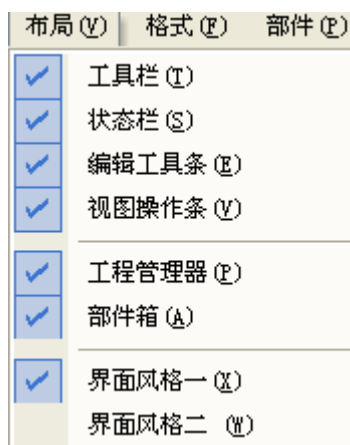 布局(V) 格式(F) 部件(P)
工具栏(T)
状态栏(S)
编辑工具条(E)
视图操作条(V)
工程管理器(P)
部件箱(A)
界面风格一(X)
界面风格二 (W)